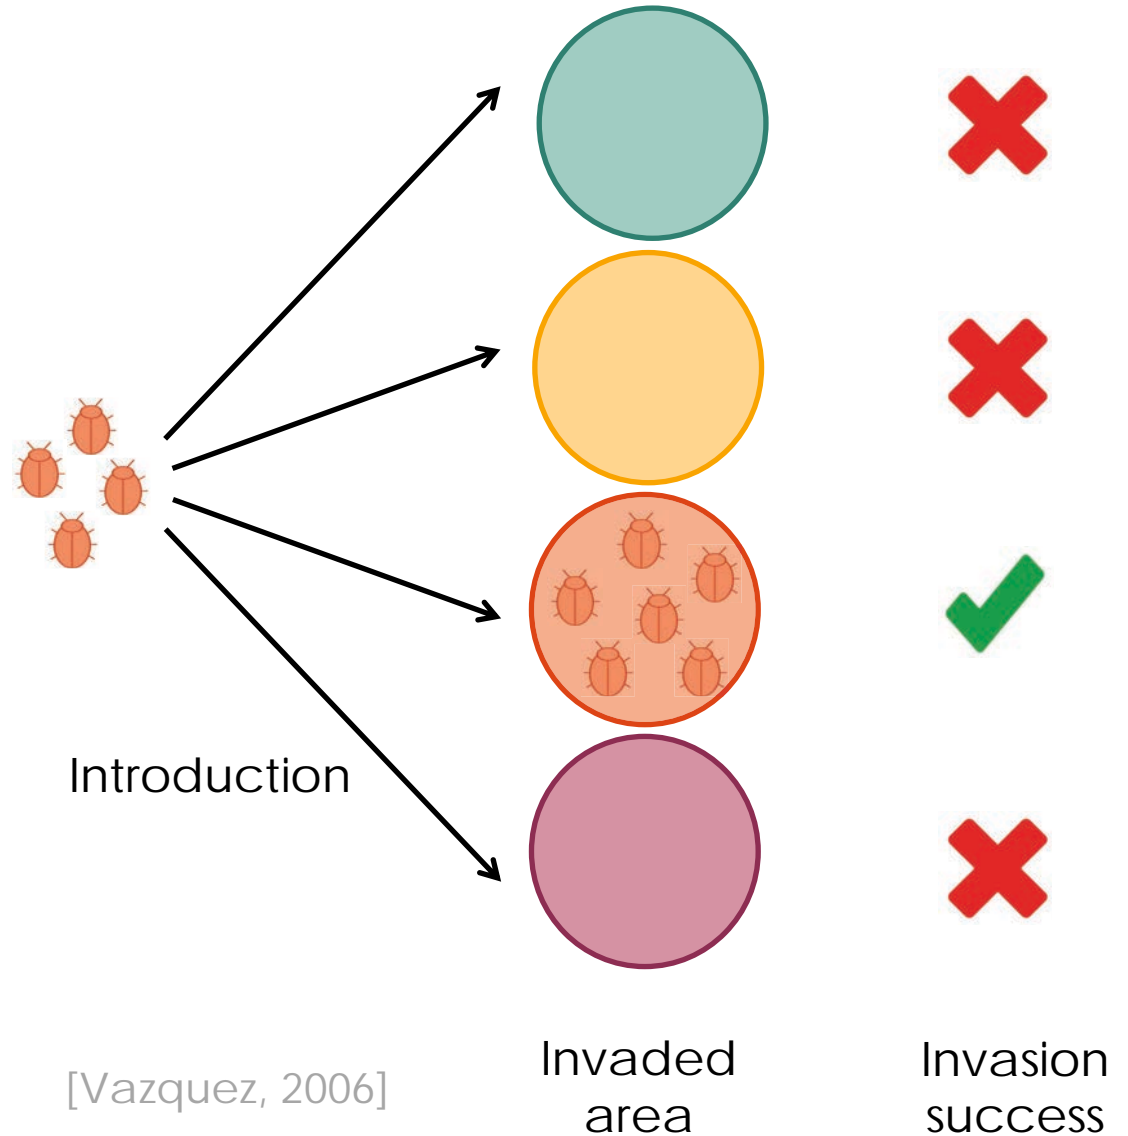 Introduction
[Vazquez, 2006]
Invaded
area
Invasion
success